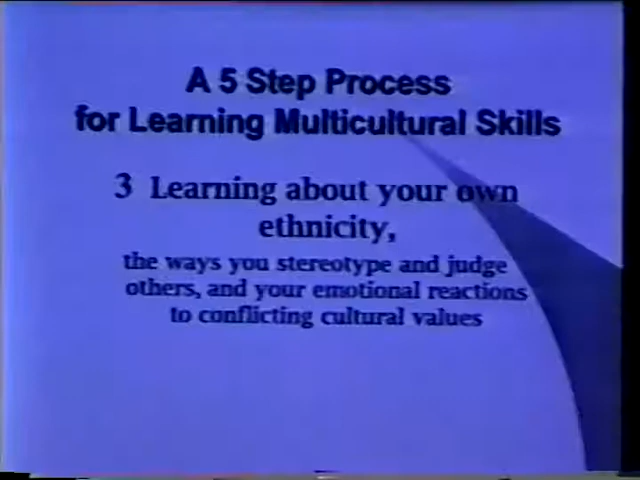 A 5 Step Process
for Learning Multicultural Skills
3 Learning about your own
ethnicity,
the ways you stereotype and judge
others, and your emotional reactions
to conflicting cultural values